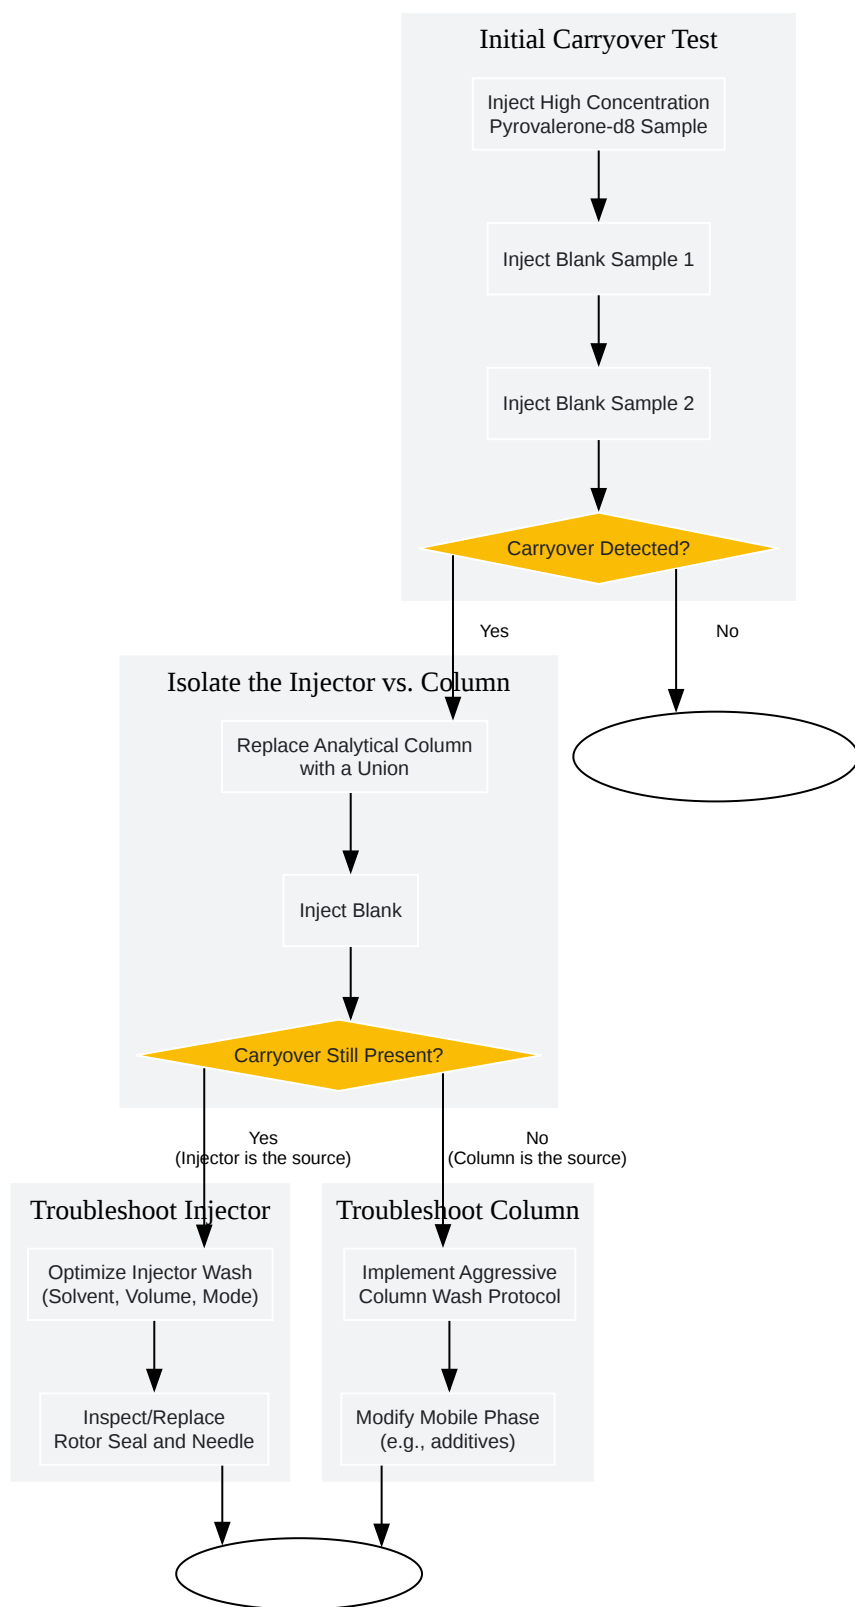 Initial Carryover Test
Inject High Concentration
Pyrovalerone-d8 Sample
Inject Blank Sample 1
Inject Blank Sample 2
Carryover Detected?
Yes
No
Isolate the Injector vs. Column
Replace Analytical Column
with a Union
Inject Blank
Carryover Still Present?
Yes
(Injector is the source)
No
(Column is the source)
Troubleshoot Injector
Optimize Injector Wash
(Solvent, Volume, Mode)
Inspect/Replace
Rotor Seal and Needle
Troubleshoot Column
Implement Aggressive
Column Wash Protocol
Modify Mobile Phase
(e.g., additives)